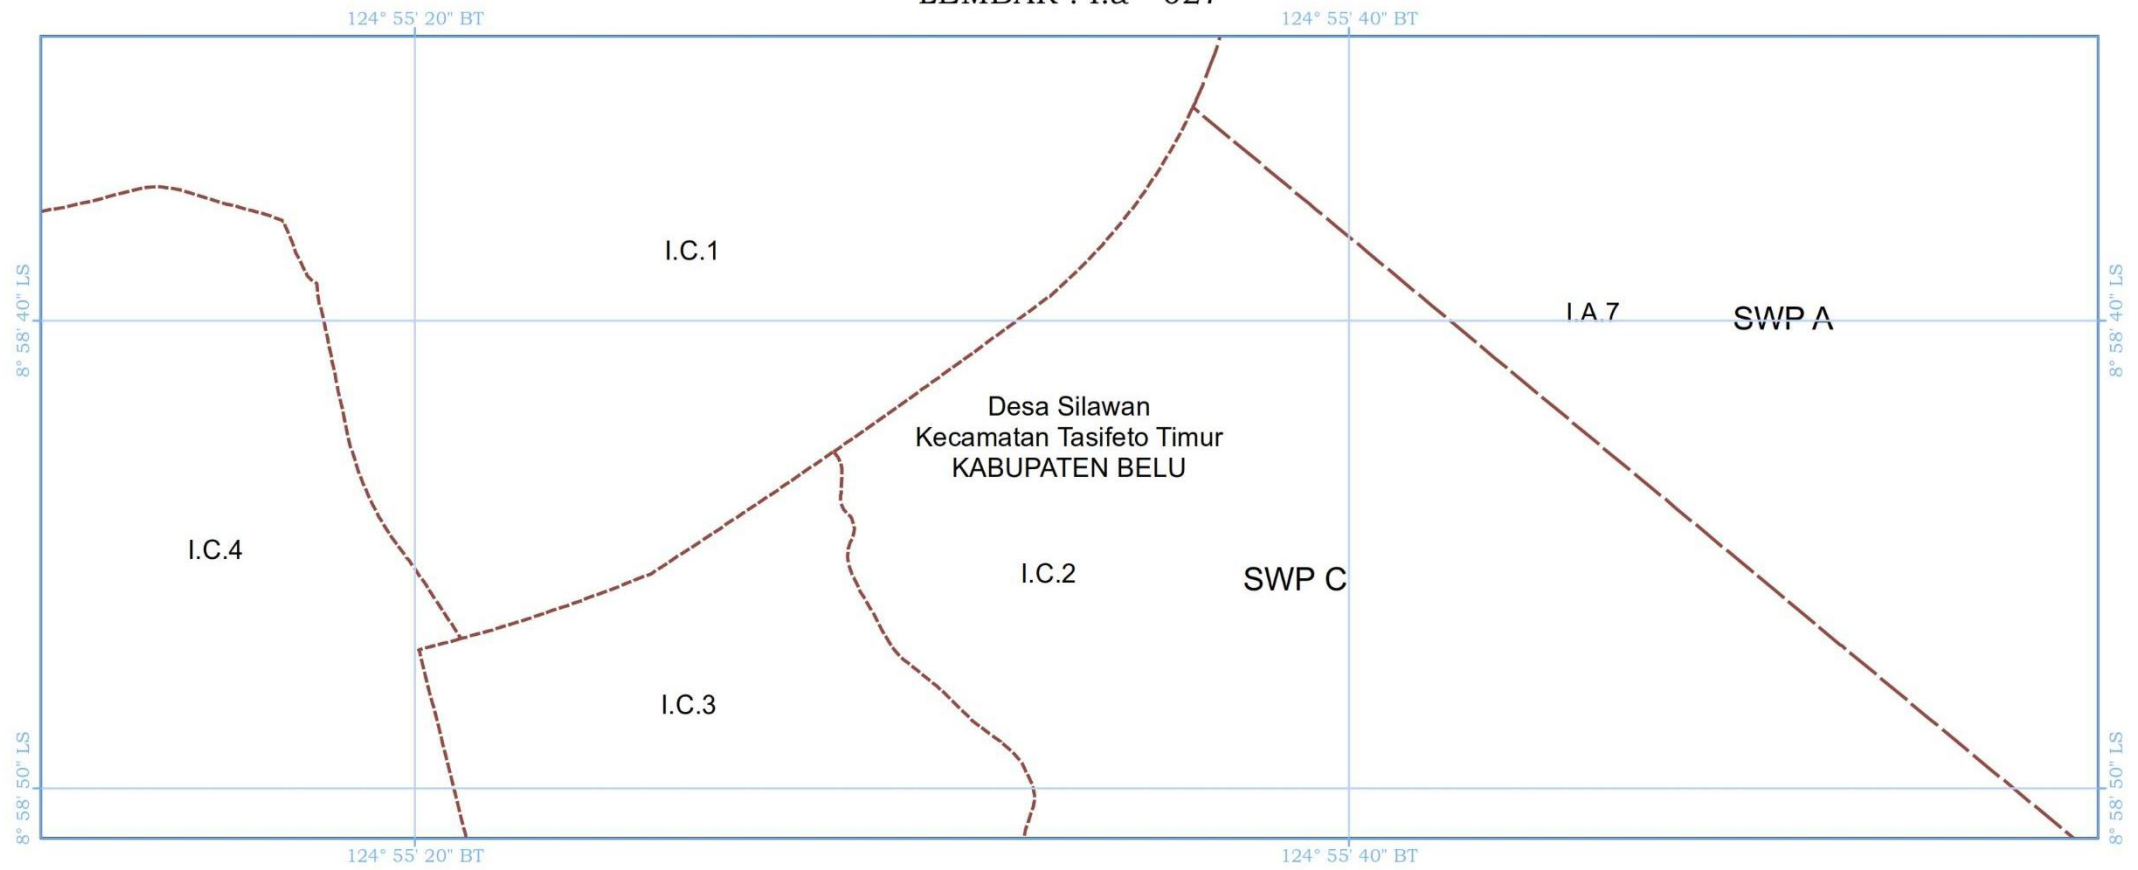 124° 55' 20" BT
124° 55' 40" BT
I.C.1
8° 58' 40" LS
8° 58' 40" LS
I.A.7
SWP A
Desa Silawan
Kecamatan Tasifeto Timur
KABUPATEN BELU
I.C.4
I.C.2
SWP C
I.C.3
8° 58' 50" LS
8° 58' 50" LS
124° 55' 20" BT
124° 55' 40" BT